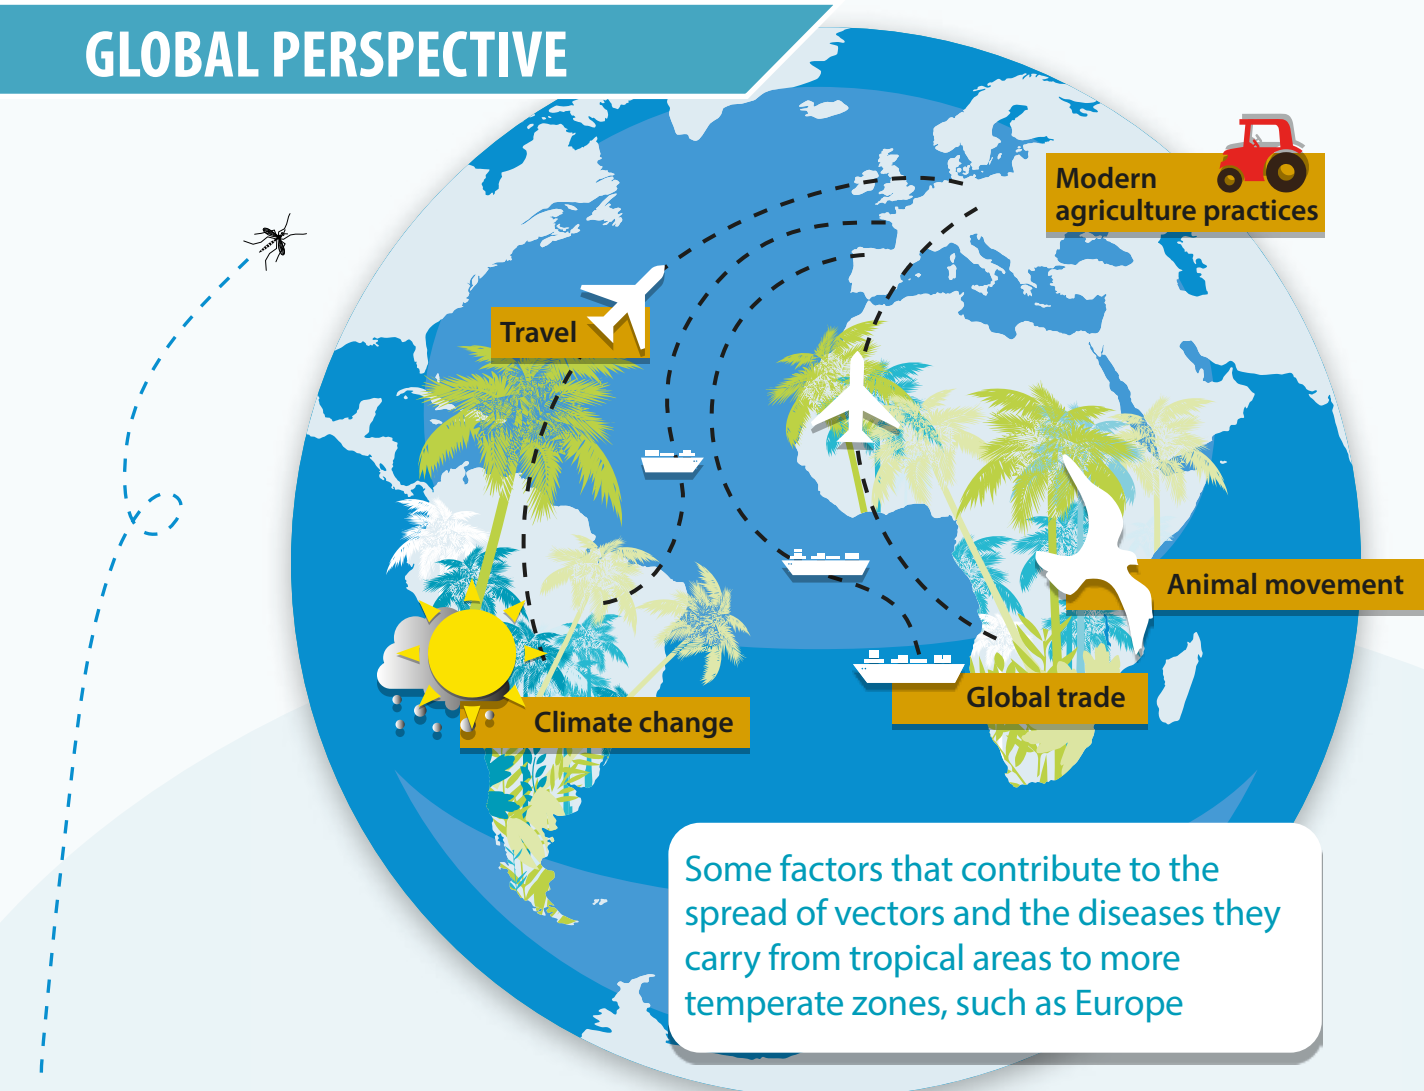 GLOBAL PERSPECTIVE
Modern
agriculture practices
Travel
Animal movement
Global trade
Climate change
Some factors that contribute to the
spread of vectors and the diseases they
carry from tropical areas to more
temperate zones, such as Europe